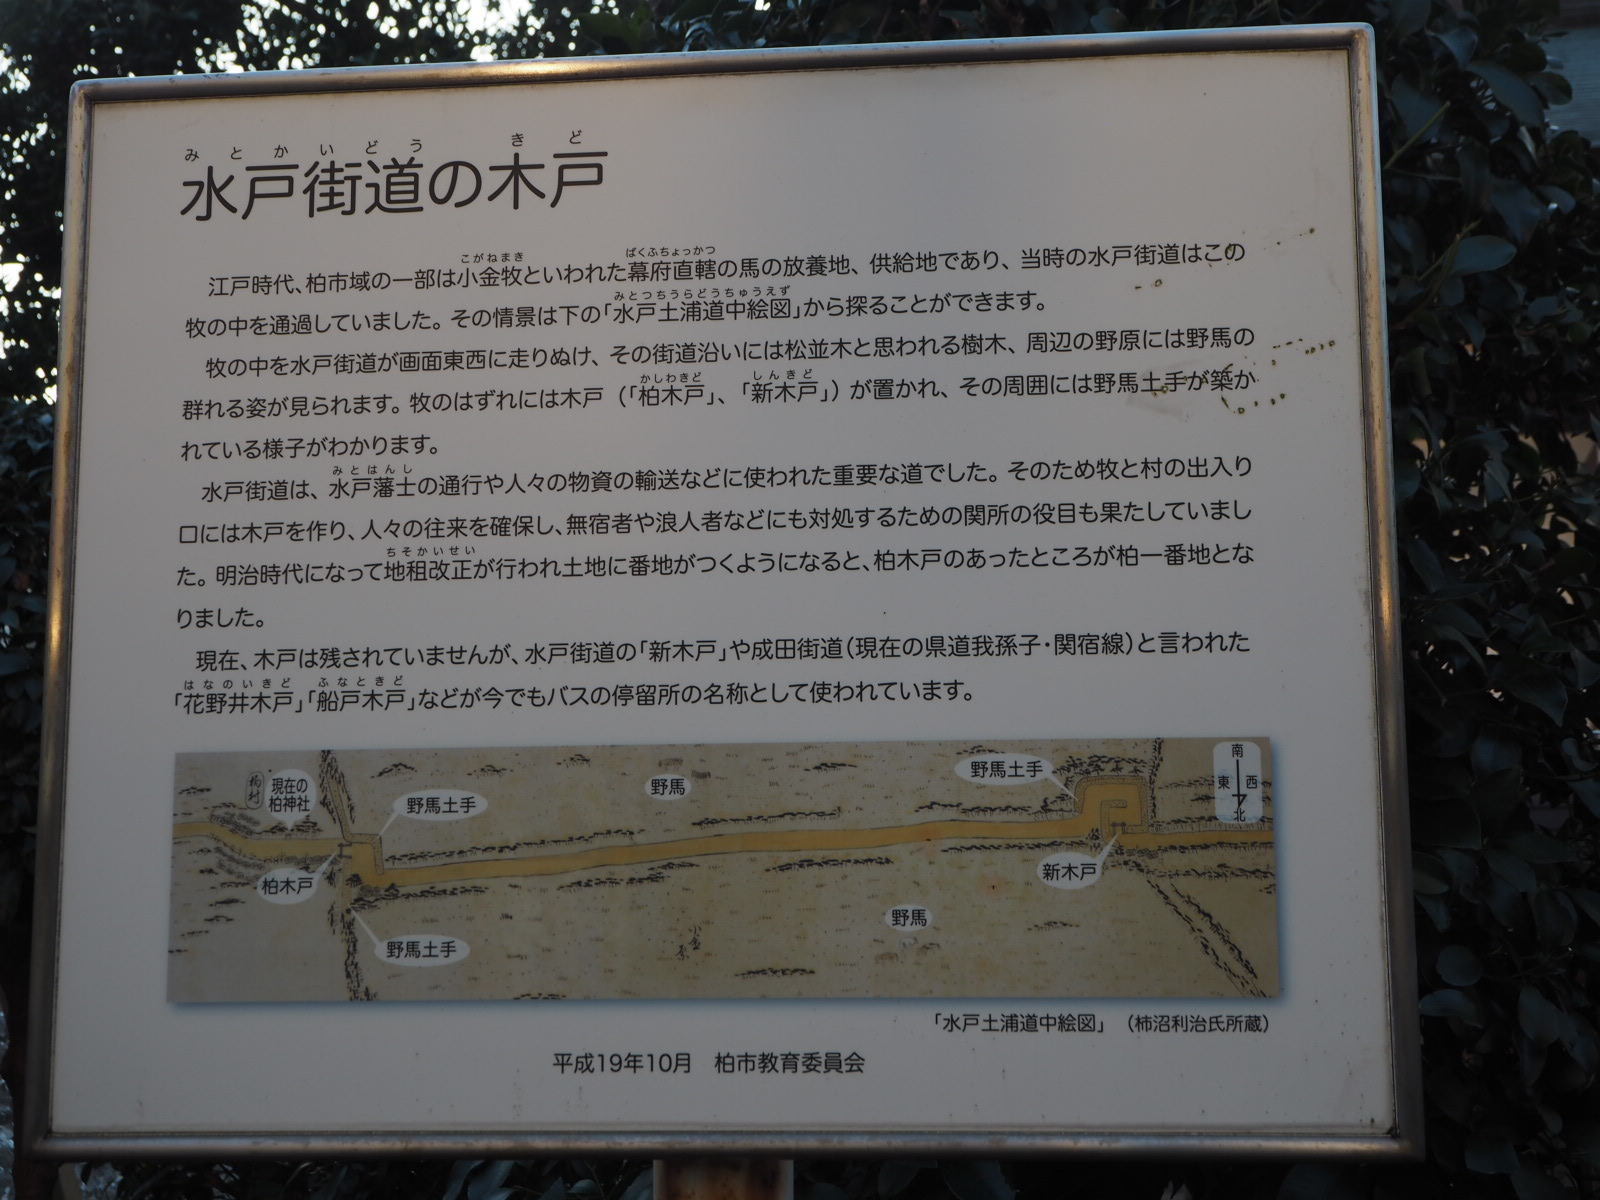 みとかいどう きど
水戸街道の木戸
こがねまき ばくふちょっかつ
江戸時代、柏市域の一部は小金牧といわれた幕府直轄の馬の放養地、供給地であり、当時の水戸街道はこの
みとつちうらどうちゅうえず
牧の中を通過していました。その情景は下の「水戸土浦道中絵図」から探ることができます。
牧の中を水戸街道が画面東西に走りぬけ、その街道沿いには松並木と思われる樹木、周辺の野原には野馬の
かしわきど しんきど
群れる姿が見られます。牧のはずれには木戸（「柏木戸」、「新木戸」）が置かれ、その周囲には野馬土手が築か
れている様子がわかります。
みとはんし
水戸街道は、水戸藩士の通行や人々の物資の輸送などに使われた重要な道でした。そのため牧と村の出入り
口には木戸を作り、人々の往来を確保し、無宿者や浪人者などにも対処するための関所の役目も果たしていまし
ちそかいせい
た。明治時代になって地租改正が行われ土地に番地がつくようになると、柏木戸のあったところが柏一番地とな
りました。
現在、木戸は残されていませんが、水戸街道の「新木戸」や成田街道（現在の県道我孫子・関宿線）と言われた
はなのいきど ふなときど
「花野井木戸」「船戸木戸」などが今でもバスの停留所の名称として使われています。
現在の
柏神社
野馬土手
野馬
野馬土手
南
東 西
北
柏木戸
新木戸
野馬土手
野馬
「水戸土浦道中絵図」（柿沼利治氏所蔵）
平成19年10月 柏市教育委員会